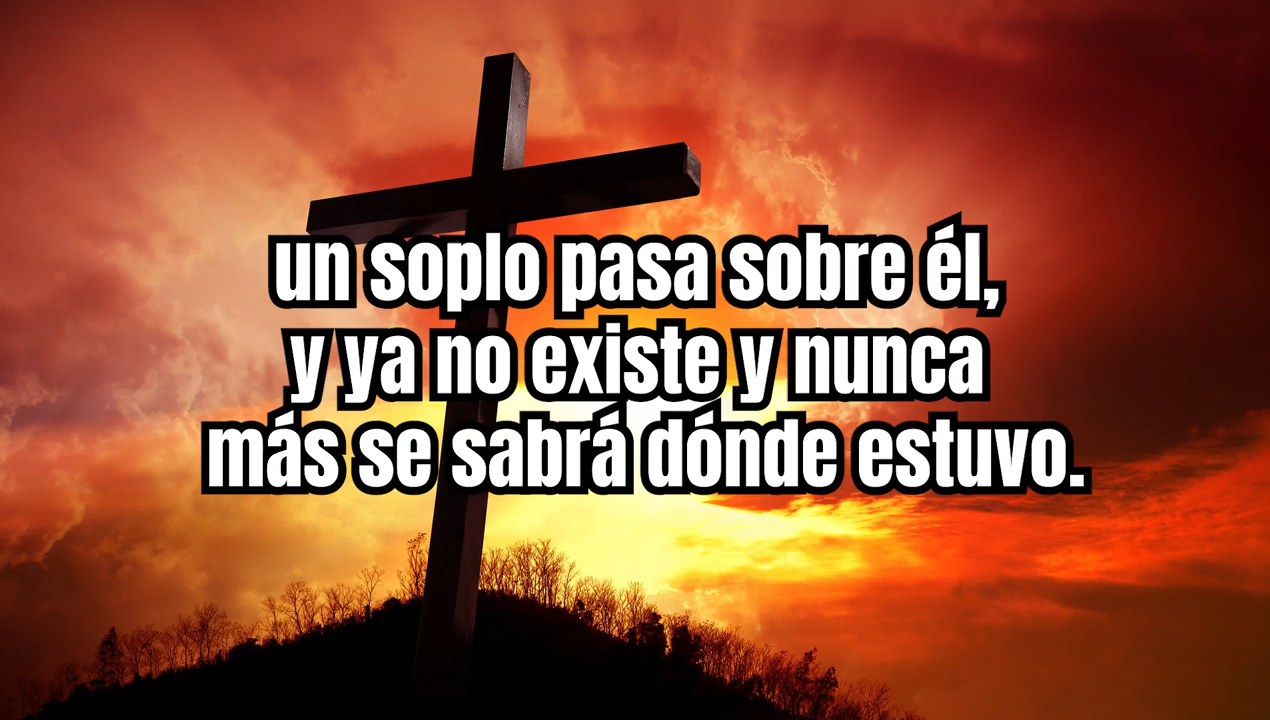 un soplo pasa sobre él,
y ya no existe y nunca
más se sabrá dónde estuvo.